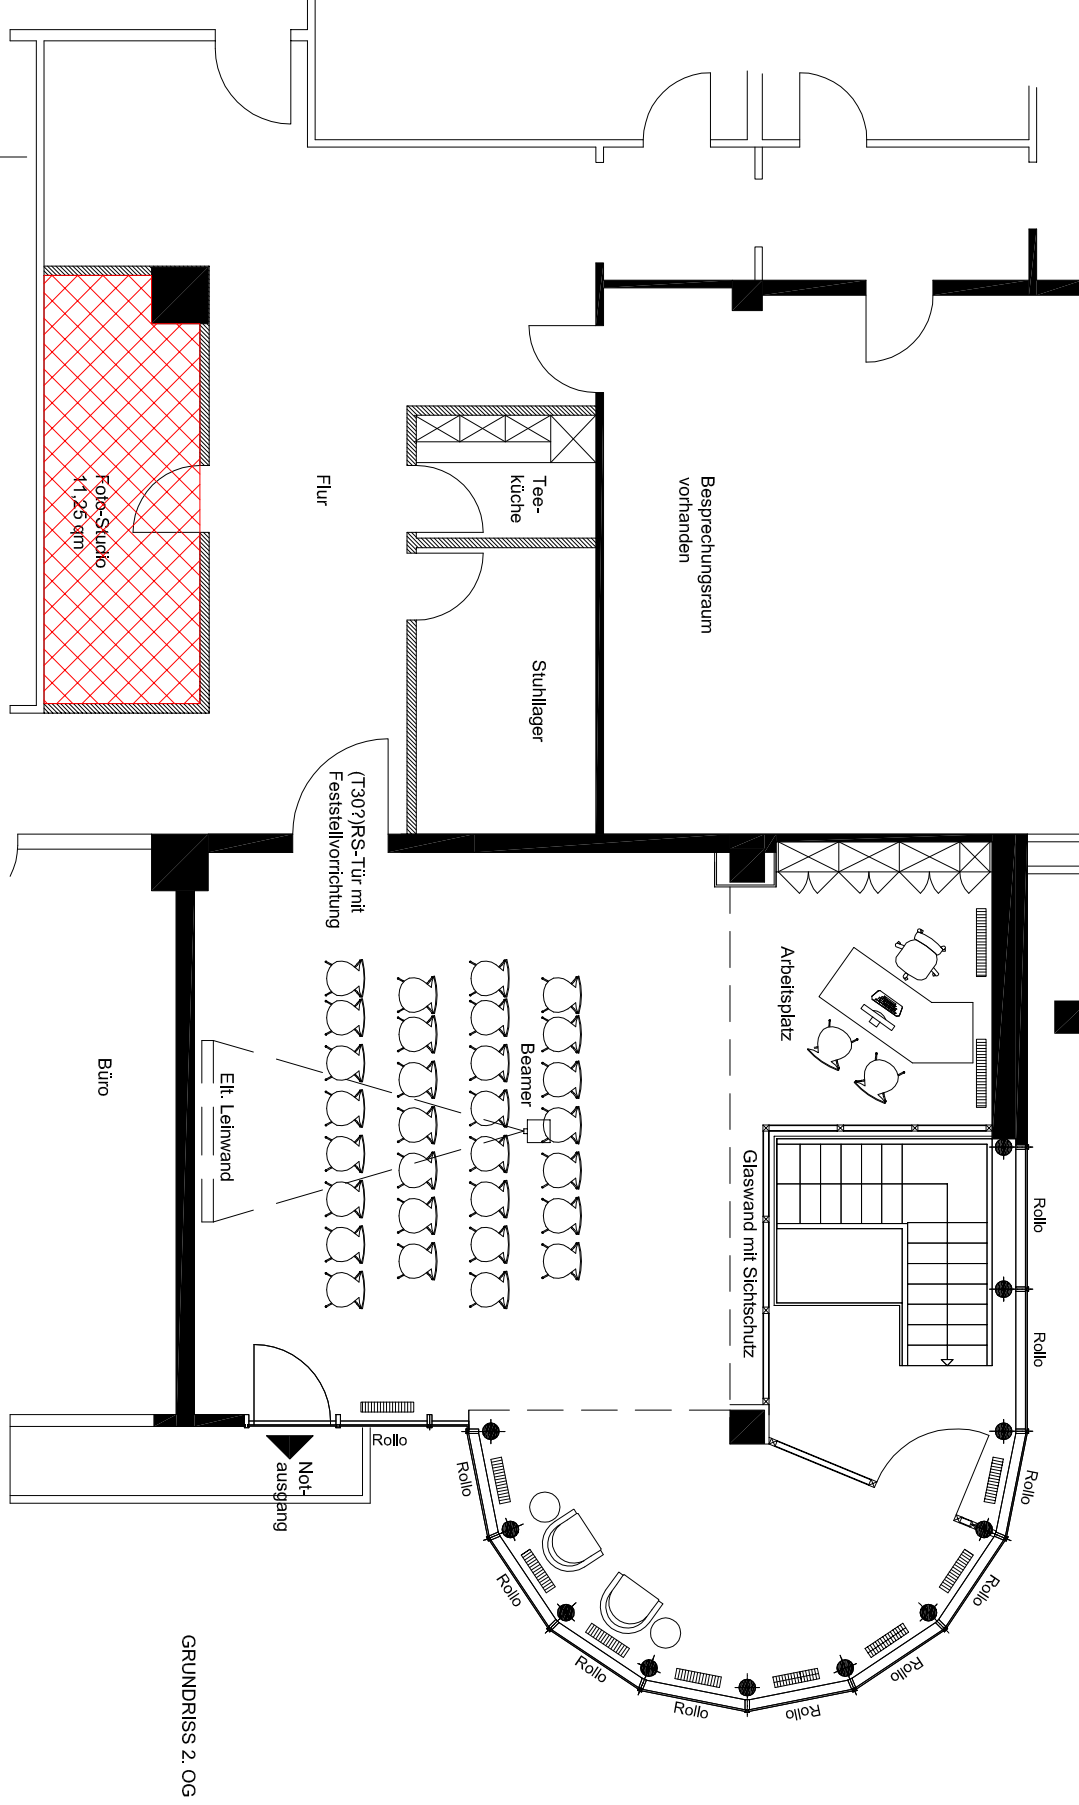 Besprechungsraum
vorhanden
Tee-
küche
Stuhllager
Flur
Foto-Studio
11,25 qm
(T30?)RS-Tür mit
Feststellvorrichtung
Arbeitsplatz
Glaswand mit Sichtschutz
Beamer
Elt. Leinwand
Büro
Not-
ausgang
Rollo
Rollo
Rollo
Rollo
Rollo
Rollo
Rollo
Rollo
Rollo
Rollo
Rollo
GRUNDRISS 2. OG